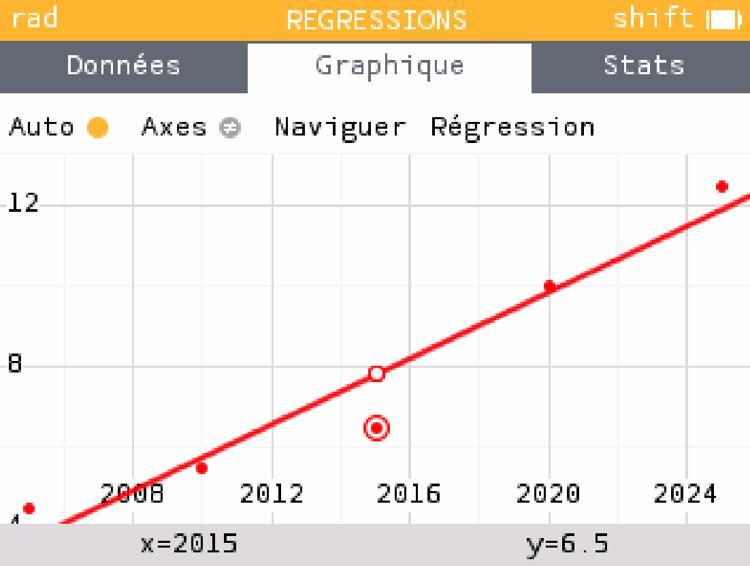 rad REGRESSIONS shift
Données Graphique Stats
Auto Axes ≠ Naviguer Régression
12
8
2008 2012 2016 2020 2024
4
x=2015 y=6.5